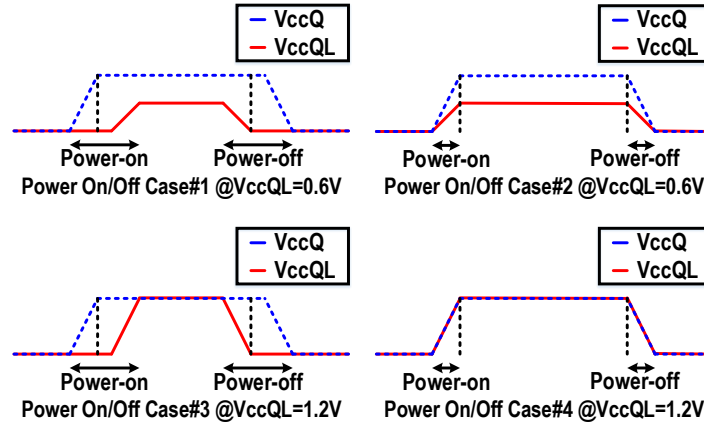 VccQ
VccQL
Power-on
Power-off
Power On/Off Case#1 @VccQL=0.6V
VccQ
VccQL
Power-on
Power-off
Power On/Off Case#2 @VccQL=0.6V
VccQ
VccQL
Power-on
Power-off
Power On/Off Case#3 @VccQL=1.2V
VccQ
VccQL
Power-on
Power-off
Power On/Off Case#4 @VccQL=1.2V